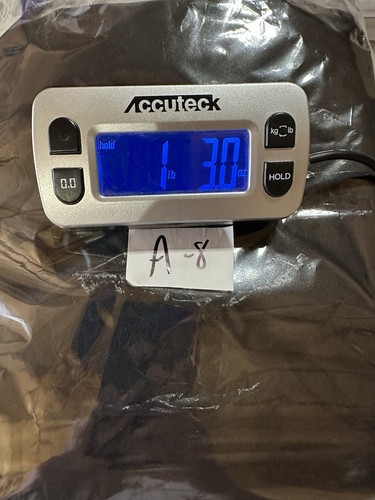 Accuteck
hold 1 lb 3.0 oz
kg lb
0.0
HOLD
A-8